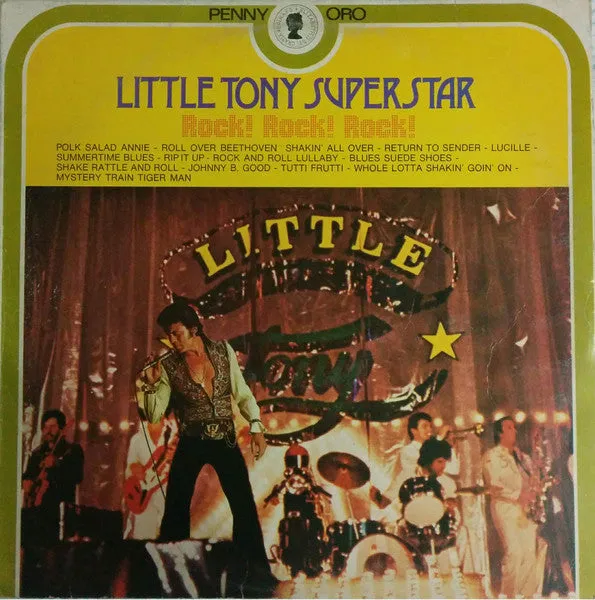 PENNY ORO
LITTLE TONY SUPERSTAR
Rock! Rock! Rock!
POLK SALAD ANNIE - ROLL OVER BEETHOVEN SHAKIN' ALL OVER - RETURN TO SENDER - LUCILLE -
SUMMERTIME BLUES - RIP IT UP - ROCK AND ROLL LULLABY - BLUES SUEDE SHOES -
SHAKE RATTLE AND ROLL - JOHNNY B. GOOD - TUTTI FRUTTI - WHOLE LOTTA SHAKIN' GOIN' ON -
MYSTERY TRAIN TIGER MAN
LITTLE
Tony